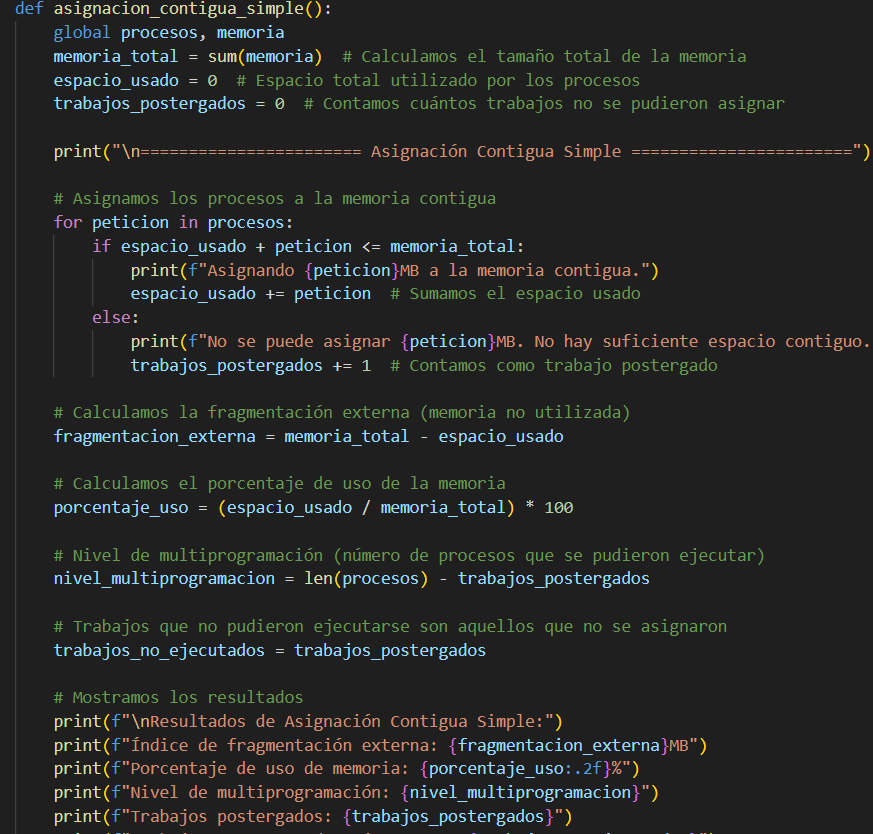 def asignacion_contigua_simple():
    global procesos, memoria
    memoria_total = sum(memoria)  # Calculamos el tamaño total de la memoria
    espacio_usado = 0  # Espacio total utilizado por los procesos
    trabajos_postergados = 0  # Contamos cuántos trabajos no se pudieron asignar

    print("\n======================= Asignación Contigua Simple =======================")

    # Asignamos los procesos a la memoria contigua
    for peticion in procesos:
        if espacio_usado + peticion <= memoria_total:
            print(f"Asignando {peticion}MB a la memoria contigua.")
            espacio_usado += peticion  # Sumamos el espacio usado
        else:
            print(f"No se puede asignar {peticion}MB. No hay suficiente espacio contiguo.
            trabajos_postergados += 1  # Contamos como trabajo postergado

    # Calculamos la fragmentación externa (memoria no utilizada)
    fragmentacion_externa = memoria_total - espacio_usado

    # Calculamos el porcentaje de uso de la memoria
    porcentaje_uso = (espacio_usado / memoria_total) * 100

    # Nivel de multiprogramación (número de procesos que se pudieron ejecutar)
    nivel_multiprogramacion = len(procesos) - trabajos_postergados

    # Trabajos que no pudieron ejecutarse son aquellos que no se asignaron
    trabajos_no_ejecutados = trabajos_postergados

    # Mostramos los resultados
    print(f"\nResultados de Asignación Contigua Simple:")
    print(f"Índice de fragmentación externa: {fragmentacion_externa}MB")
    print(f"Porcentaje de uso de memoria: {porcentaje_uso:.2f}%")
    print(f"Nivel de multiprogramación: {nivel_multiprogramacion}")
    print(f"Trabajos postergados: {trabajos_postergados}")